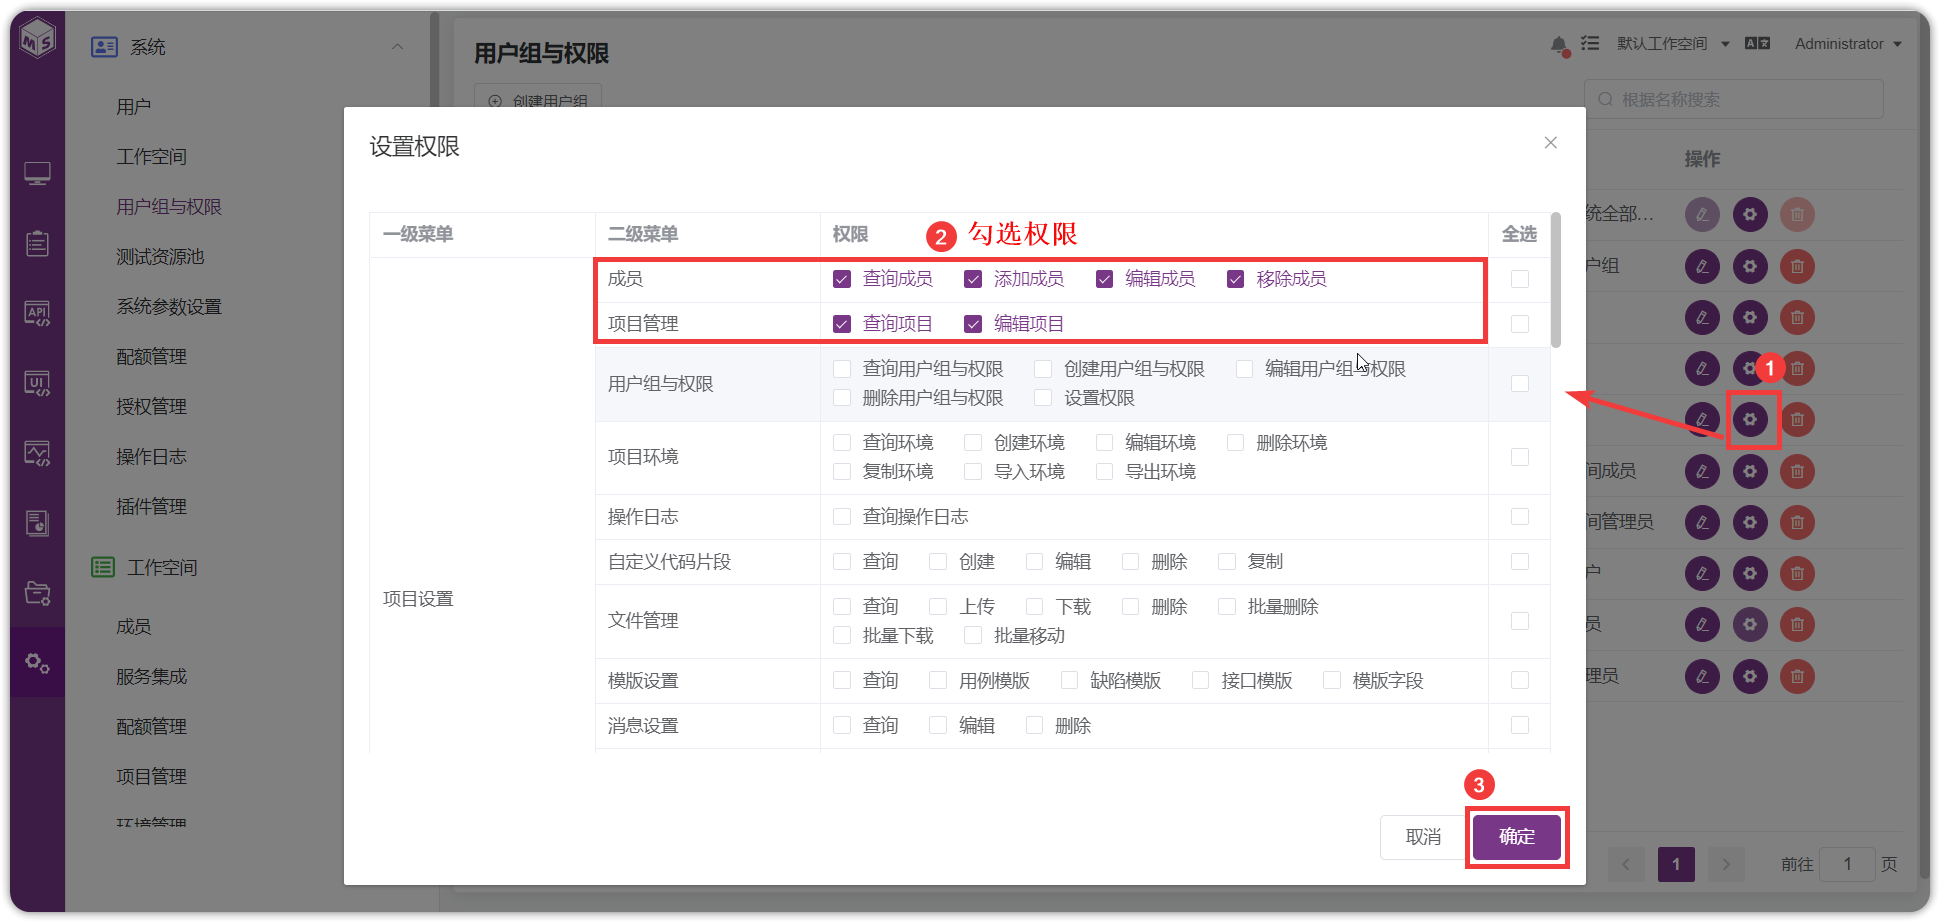 MS
系统
用户组与权限
默认工作空间
Administrator
创建用户组
根据名称搜索
用户
工作空间
用户组与权限
测试资源池
系统参数设置
配额管理
授权管理
操作日志
插件管理
工作空间
成员
服务集成
配额管理
项目管理
环境管理
API
UI
设置权限
一级菜单 二级菜单 权限 全选
2 勾选权限
项目设置
成员 查询成员 添加成员 编辑成员 移除成员
项目管理 查询项目 编辑项目
用户组与权限 查询用户组与权限 创建用户组与权限 编辑用户组与权限
删除用户组与权限 设置权限
项目环境 查询环境 创建环境 编辑环境 删除环境
复制环境 导入环境 导出环境
操作日志 查询操作日志
自定义代码片段 查询 创建 编辑 删除 复制
文件管理 查询 上传 下载 删除 批量删除
批量下载 批量移动
模版设置 查询 用例模版 缺陷模版 接口模版 模版字段
消息设置 查询 编辑 删除
3
取消 确定
操作
统全部...
户组
1
间成员
间管理员
户
员
理员
1 前往 1 页